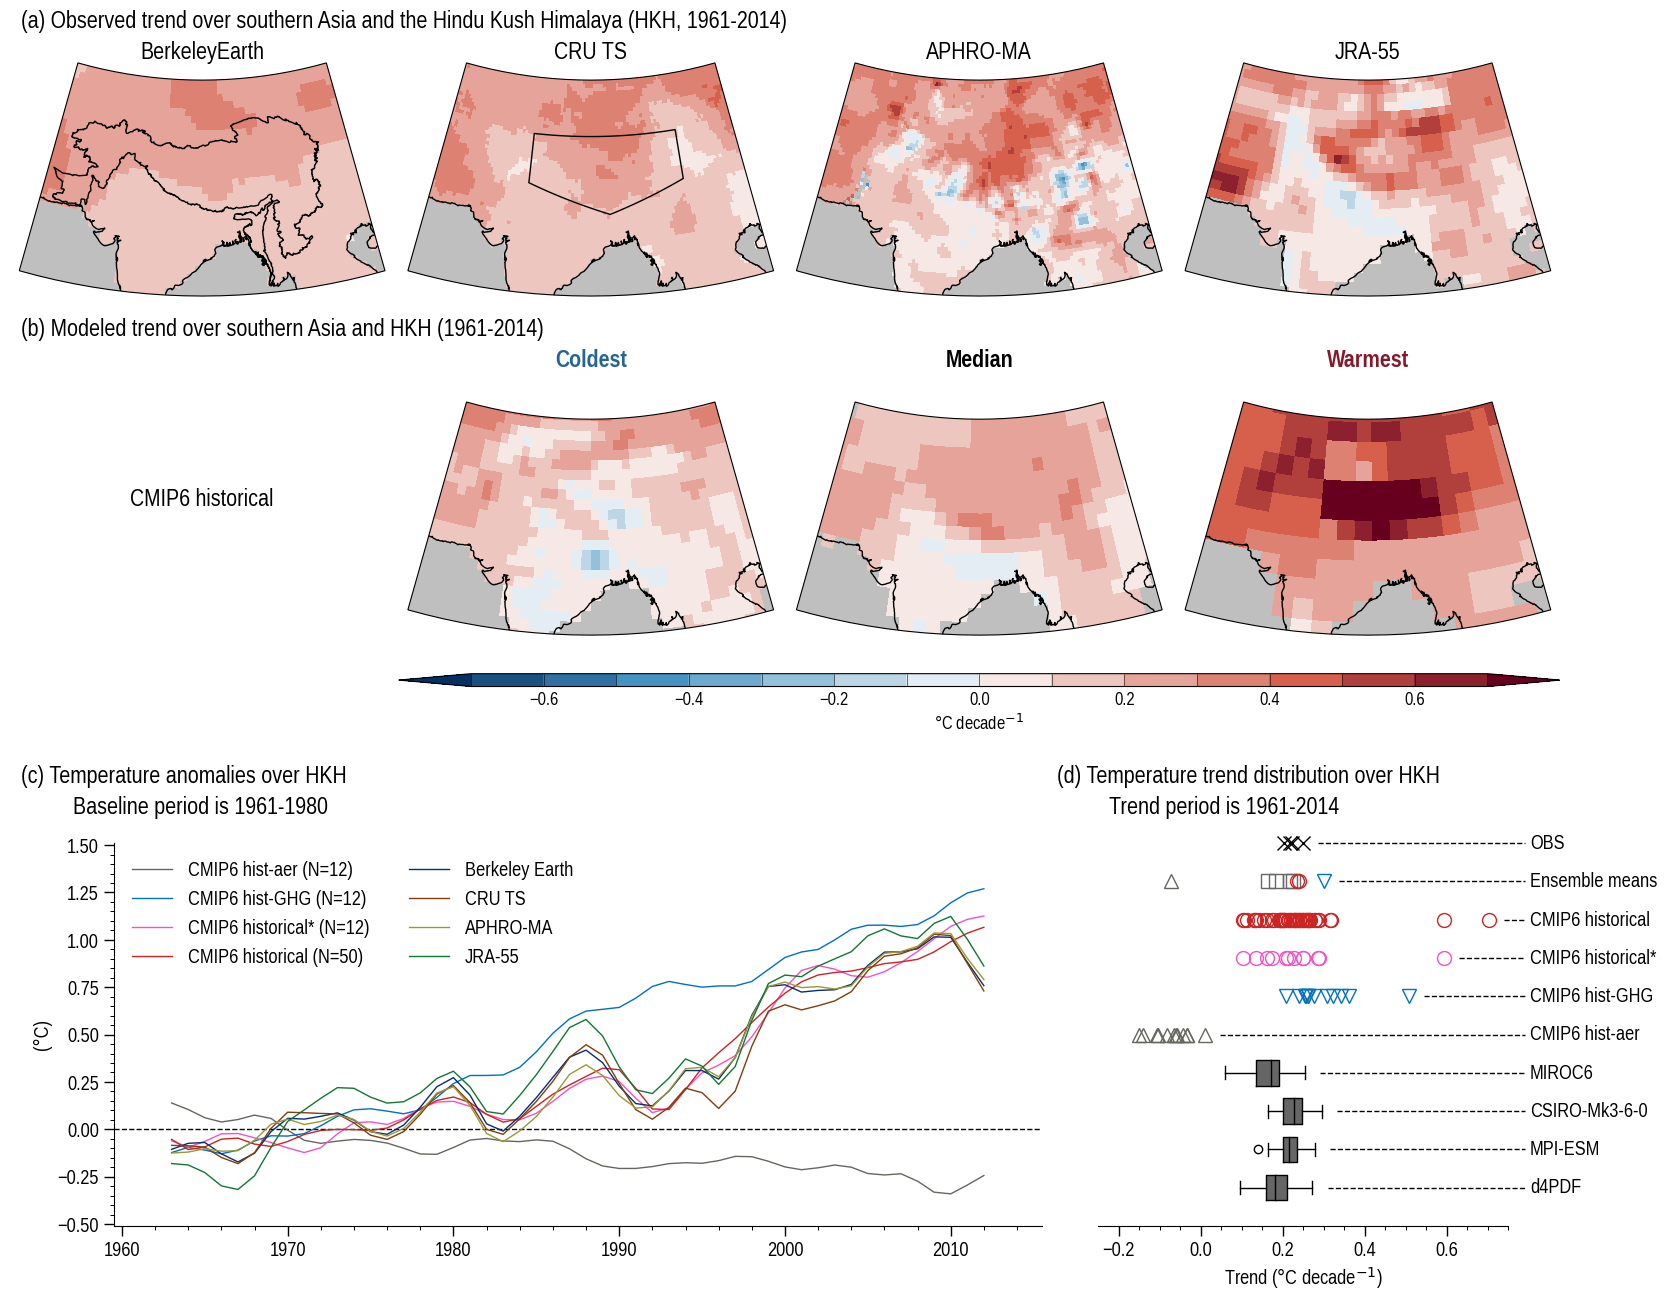 (a) Observed trend over southern Asia and the Hindu Kush Himalaya (HKH, 1961-2014)
BerkeleyEarth CRU TS APHRO-MA JRA-55
(b) Modeled trend over southern Asia and HKH (1961-2014)
Coldest Median Warmest
CMIP6 historical
−0.6 −0.4 −0.2 0.0 0.2 0.4 0.6
°C decade−1
(c) Temperature anomalies over HKH
Baseline period is 1961-1980
1.50
1.25
1.00
0.75
0.50
0.25
0.00
−0.25
−0.50
(°C)
CMIP6 hist-aer (N=12)
CMIP6 hist-GHG (N=12)
CMIP6 historical* (N=12)
CMIP6 historical (N=50)
Berkeley Earth
CRU TS
APHRO-MA
JRA-55
1960 1970 1980 1990 2000 2010
(d) Temperature trend distribution over HKH
Trend period is 1961-2014
OBS
Ensemble means
CMIP6 historical
CMIP6 historical*
CMIP6 hist-GHG
CMIP6 hist-aer
MIROC6
CSIRO-Mk3-6-0
MPI-ESM
d4PDF
−0.2 0.0 0.2 0.4 0.6
Trend (°C decade−1)